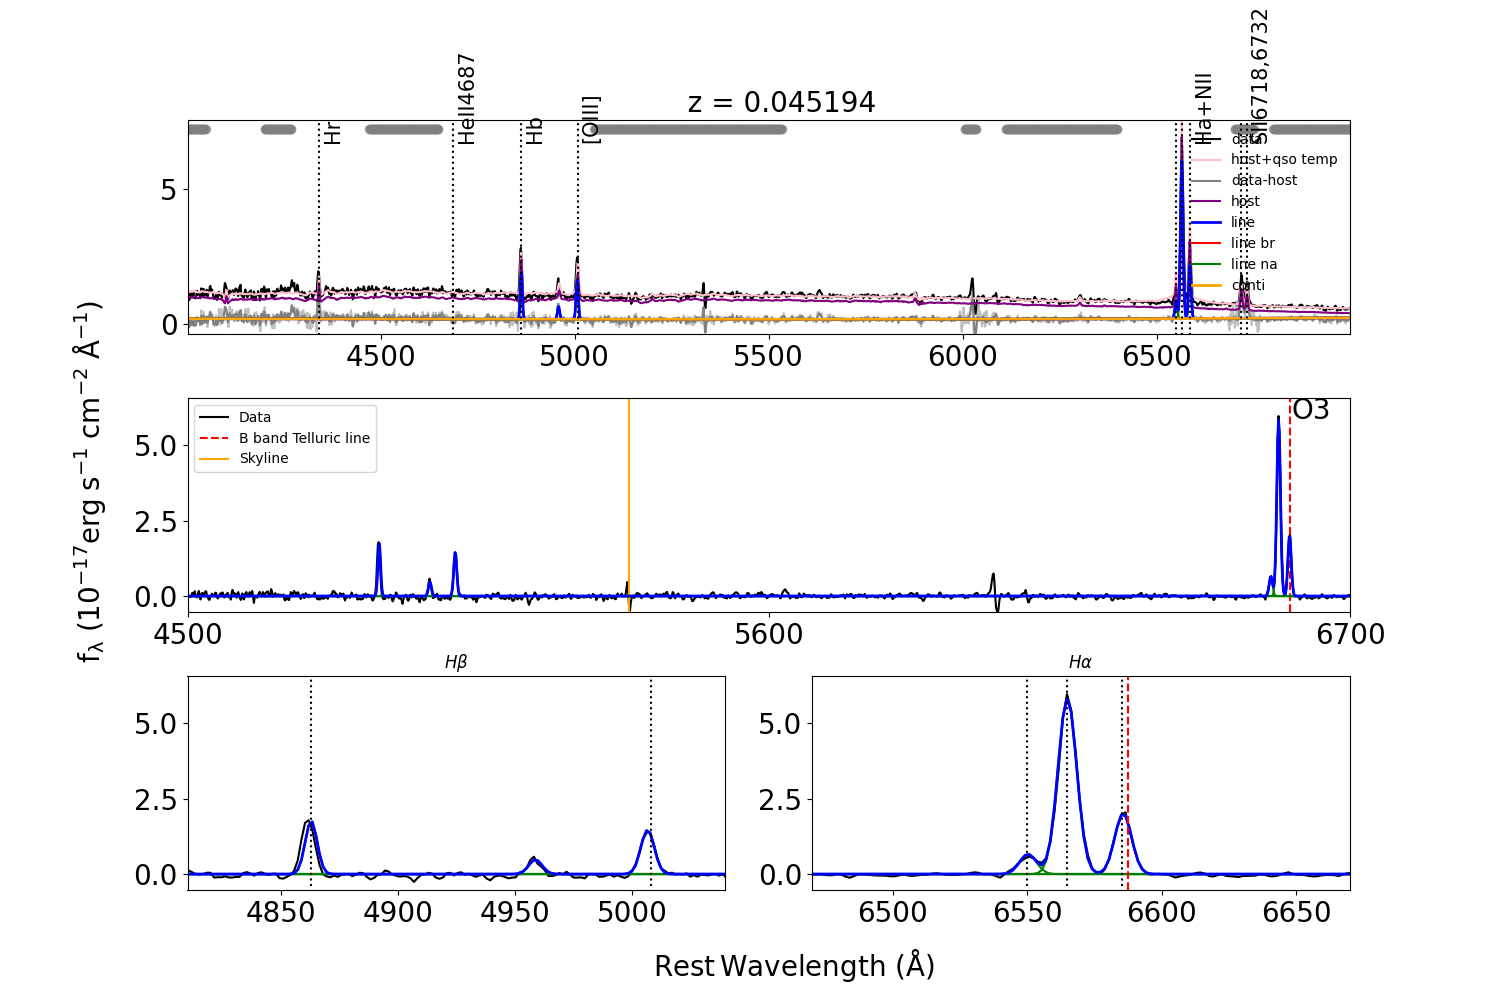 z = 0.045194
Hr
HeII4687
Hb
[OIII]
Ha+NII
SII6718,6732
data
host+qso temp
data-host
host
line
line br
line na
conti
5
0
4500 5000 5500 6000 6500
Data
B band Telluric line
Skyline
O3
5.0
2.5
0.0
4500 5600 6700
fλ (10⁻¹⁷erg s⁻¹ cm⁻² Å⁻¹)
Hβ
5.0
2.5
0.0
4850 4900 4950 5000
Hα
5.0
2.5
0.0
6500 6550 6600 6650
Rest Wavelength (Å)